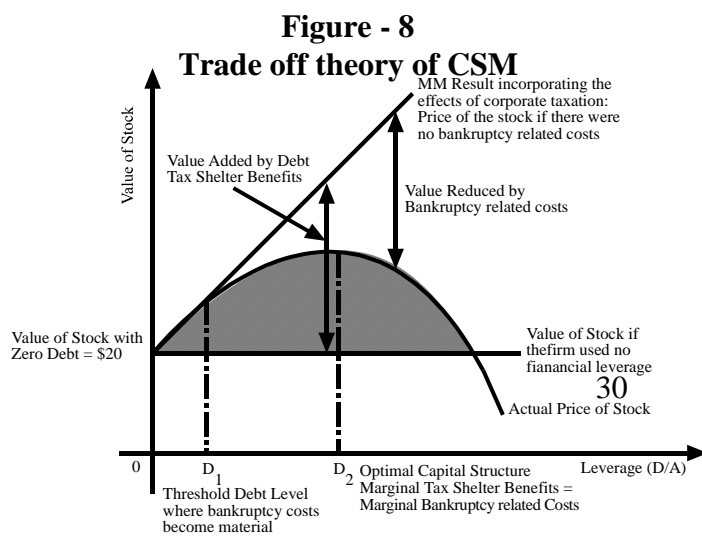 Figure - 8
Trade off theory of CSM
MM Result incorporating the
effects of corporate taxation:
Price of the stock if there were
no bankruptcy related costs
Value of Stock
Value Added by Debt
Tax Shelter Benefits
Value Reduced by
Bankruptcy related costs
Value of Stock with
Zero Debt = $20
Value of Stock if
thefirm used no
fianancial leverage
30
Actual Price of Stock
0
D1
D2
Optimal Capital Structure
Marginal Tax Shelter Benefits =
Marginal Bankruptcy related Costs
Leverage (D/A)
Threshold Debt Level
where bankruptcy costs
become material